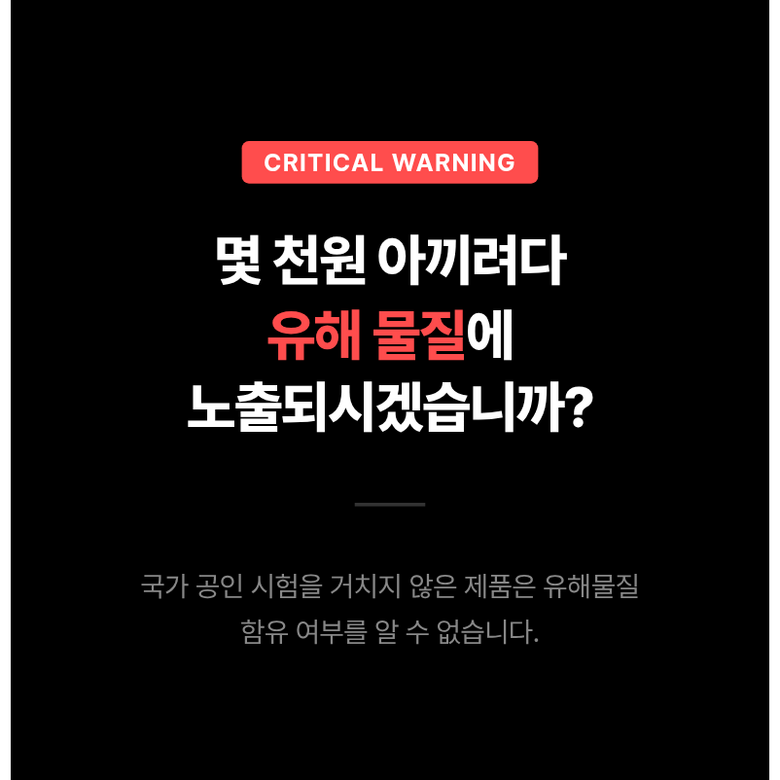 CRITICAL WARNING
몇 천원 아끼려다
유해 물질에
노출되시겠습니까?
국가 공인 시험을 거치지 않은 제품은 유해물질
함유 여부를 알 수 없습니다.